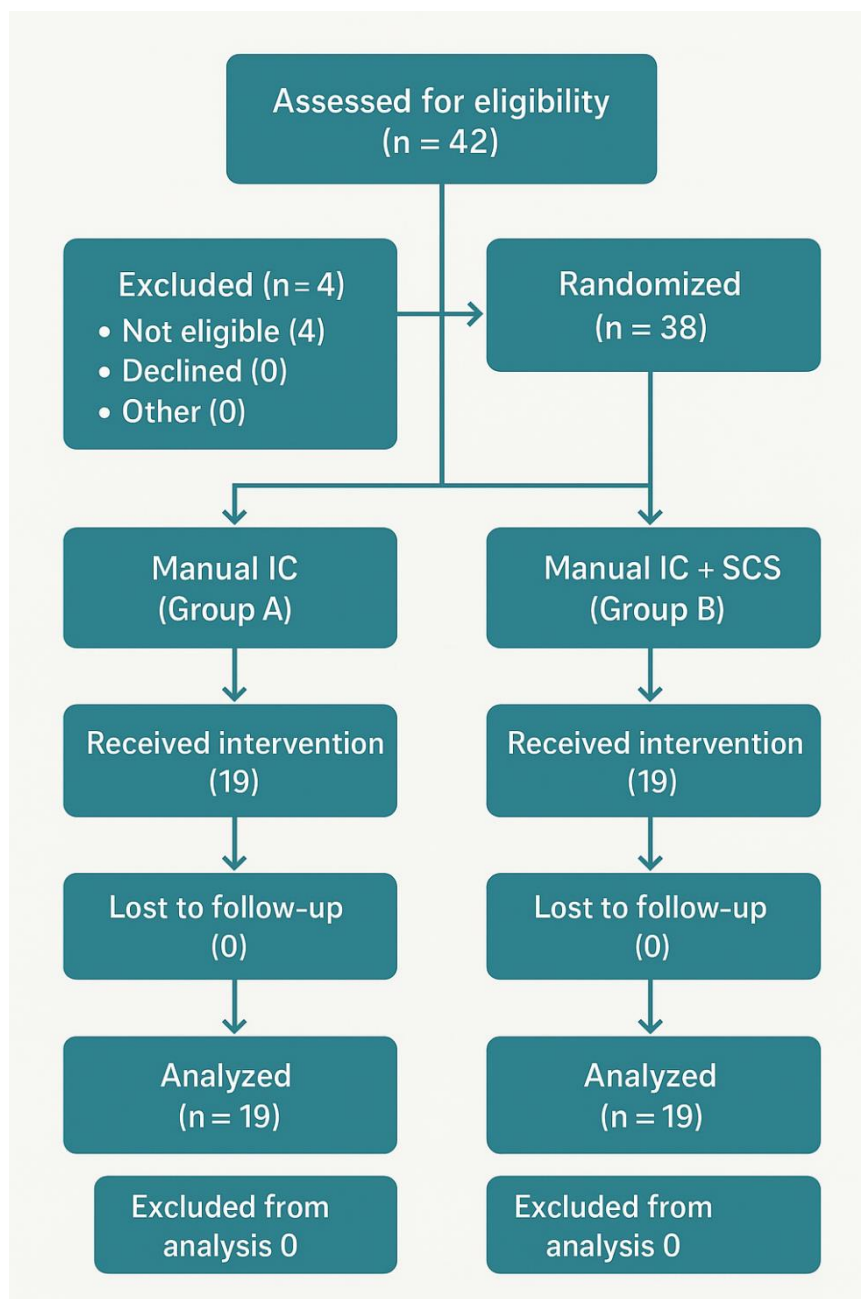 Assessed for eligibility
(n = 42)
Excluded (n = 4)
• Not eligible (4)
• Declined (0)
• Other (0)
Randomized
(n = 38)
Manual IC
(Group A)
Manual IC + SCS
(Group B)
Received intervention
(19)
Received intervention
(19)
Lost to follow-up
(0)
Lost to follow-up
(0)
Analyzed
(n = 19)
Analyzed
(n = 19)
Excluded from
analysis 0
Excluded from
analysis 0